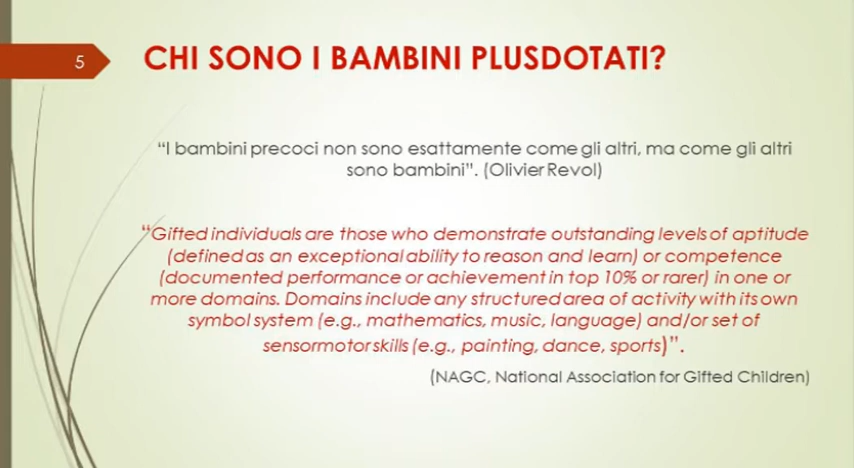 5
CHI SONO I BAMBINI PLUSDOTATI?
“I bambini precoci non sono esattamente come gli altri, ma come gli altri
sono bambini”. (Olivier Revol)
“Gifted individuals are those who demonstrate outstanding levels of aptitude
(defined as an exceptional ability to reason and learn) or competence
(documented performance or achievement in top 10% or rarer) in one or
more domains. Domains include any structured area of activity with its own
symbol system (e.g., mathematics, music, language) and/or set of
sensormotor skills (e.g., painting, dance, sports)”.
(NAGC, National Association for Gifted Children)